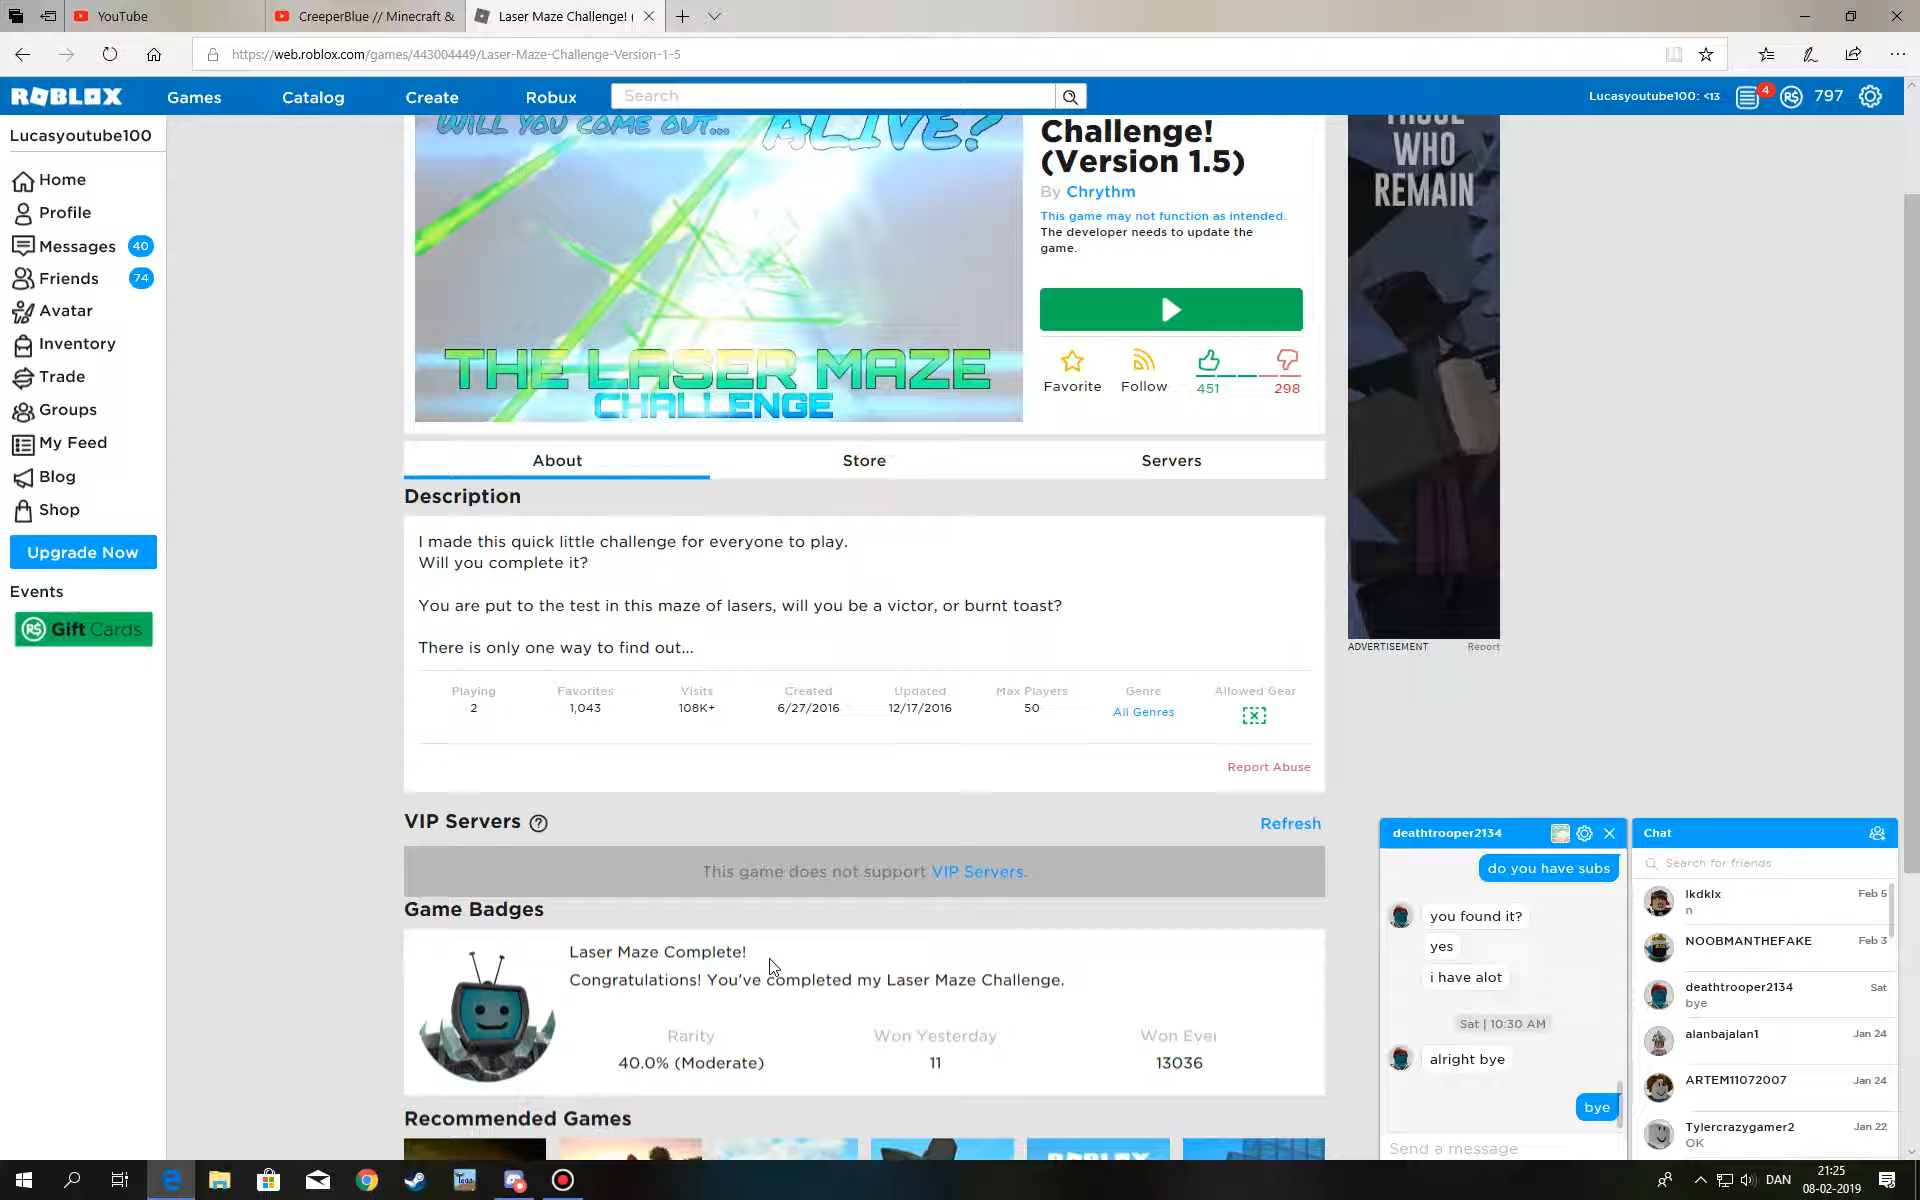 YouTube
CreeperBlue // Minecraft &
Laser Maze Challenge! (
https://web.roblox.com/games/443004449/Laser-Maze-Challenge-Version-1-5
ROBLOX
Games
Catalog
Create
Robux
Search
Lucasyoutube100: <13
4
R$
797
Lucasyoutube100
Home
Profile
Messages 40
Friends 74
Avatar
Inventory
Trade
Groups
My Feed
Blog
Shop
Upgrade Now
Events
R$ Gift Cards
WILL YOU COME OUT... ALIVE?
THE LASER MAZE
CHALLENGE
Challenge!
(Version 1.5)
By Chrythm
This game may not function as intended.
The developer needs to update the
game.
Favorite
Follow
451
298
About
Store
Servers
Description
I made this quick little challenge for everyone to play.
Will you complete it?
You are put to the test in this maze of lasers, will you be a victor, or burnt toast?
There is only one way to find out...
Playing Favorites Visits Created Updated Max Players Genre Allowed Gear
2 1,043 108K+ 6/27/2016 12/17/2016 50 All Genres
Report Abuse
VIP Servers
Refresh
This game does not support VIP Servers.
Game Badges
Laser Maze Complete!
Congratulations! You've completed my Laser Maze Challenge.
Rarity Won Yesterday Won Ever
40.0% (Moderate) 11 13036
Recommended Games
ROBLOX
THOSE
WHO
REMAIN
ADVERTISEMENT
Report
deathtrooper2134
do you have subs
you found it?
yes
i have alot
Sat | 10:30 AM
alright bye
bye
Send a message
Chat
Search for friends
lkdklx Feb 5
n
NOOBMANTHEFAKE Feb 3
deathtrooper2134 Sat
bye
alanbajalan1 Jan 24
ARTEM11072007 Jan 24
Tylercrazygamer2 Jan 22
OK
DAN
21:25
08-02-2019